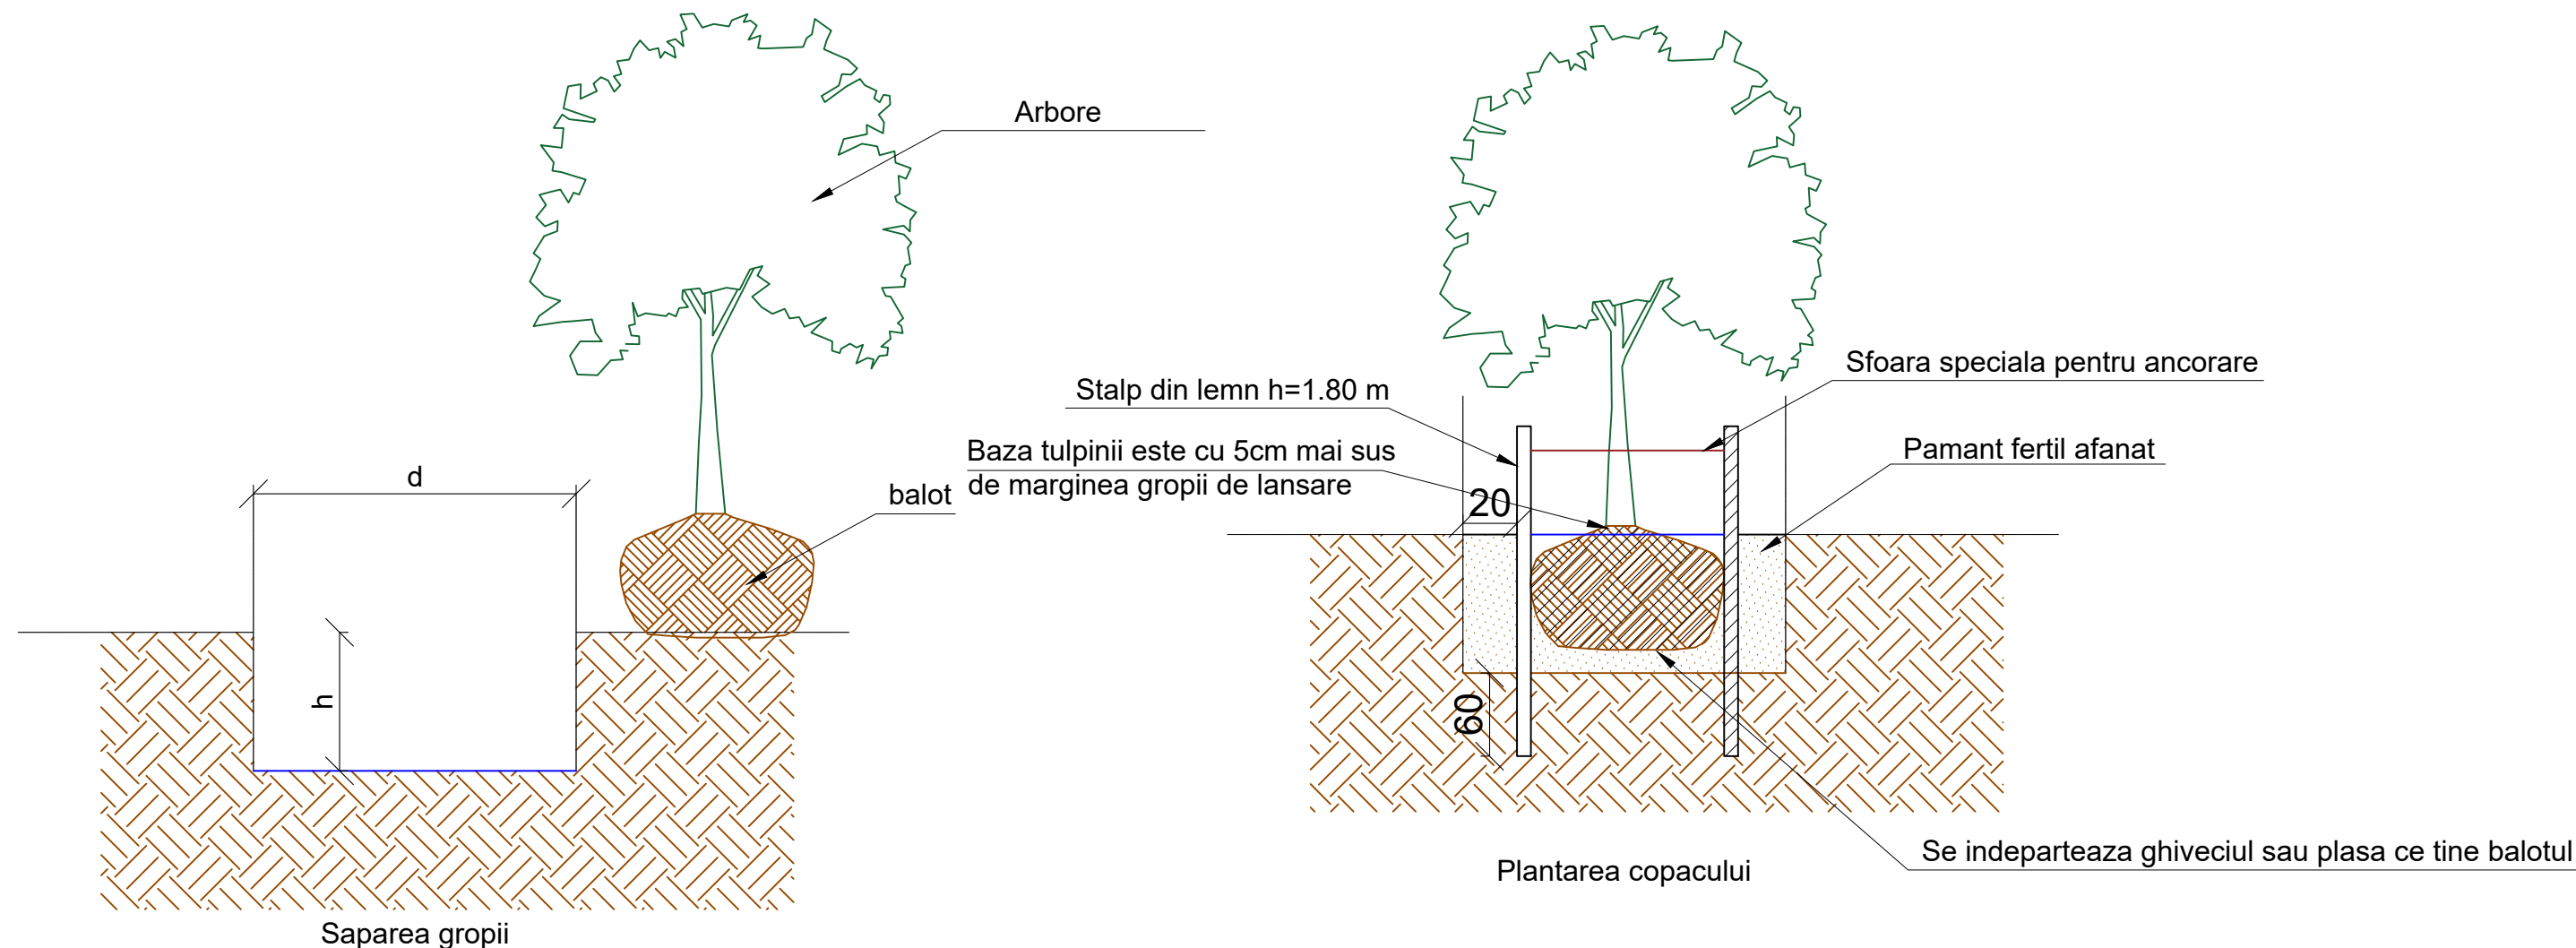 Arbore
d
balot
h
Saparea gropii
Sfoara speciala pentru ancorare
Stalp din lemn h=1.80 m
Baza tulpinii este cu 5cm mai sus
de marginea gropii de lansare
Pamant fertil afanat
20
60
Se indeparteaza ghiveciul sau plasa ce tine balotul
Plantarea copacului